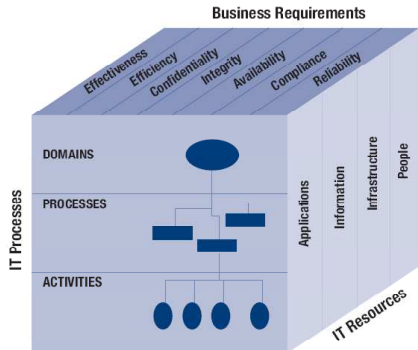 Business Requirements
Effectiveness
Efficiency
Confidentiality
Integrity
Availability
Compliance
Reliability
IT Processes
DOMAINS
PROCESSES
ACTIVITIES
Applications
Information
Infrastructure
People
IT Resources